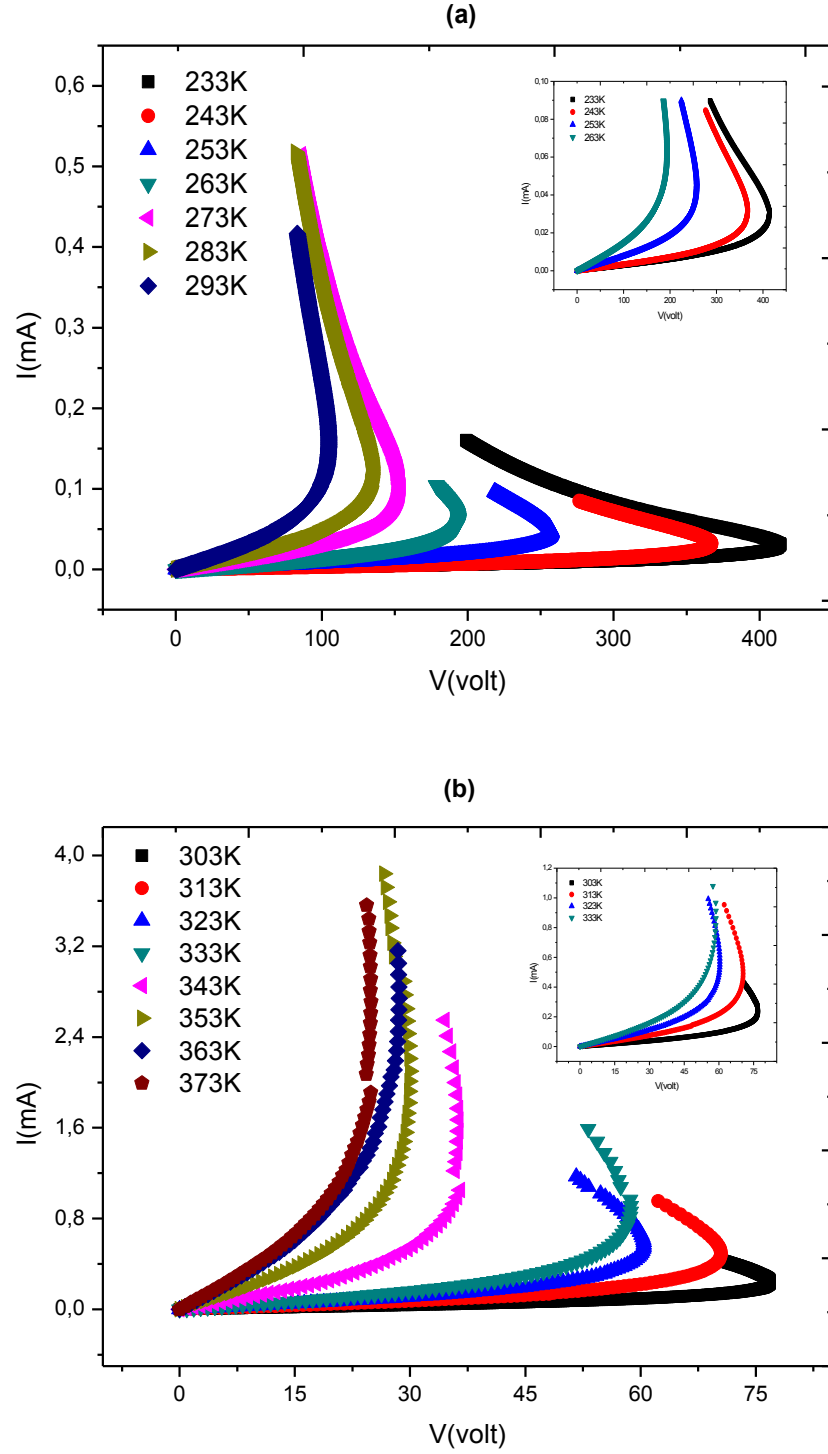 (a)
0,6
0,5
0,4
0,3
0,2
0,1
0,0
I(mA)
233K
243K
253K
263K
273K
283K
293K
0,10
0,08
0,06
0,04
0,02
0,00
I(mA)
233K
243K
253K
263K
0 100 200 300 400
V(volt)
0 100 200 300 400
V(volt)
(b)
4,0
3,2
2,4
1,6
0,8
0,0
I(mA)
303K
313K
323K
333K
343K
353K
363K
373K
1,2
1,0
0,8
0,6
0,4
0,2
0,0
I(mA)
303K
313K
323K
333K
0 15 30 45 60 75
V(volt)
0 15 30 45 60 75
V(volt)